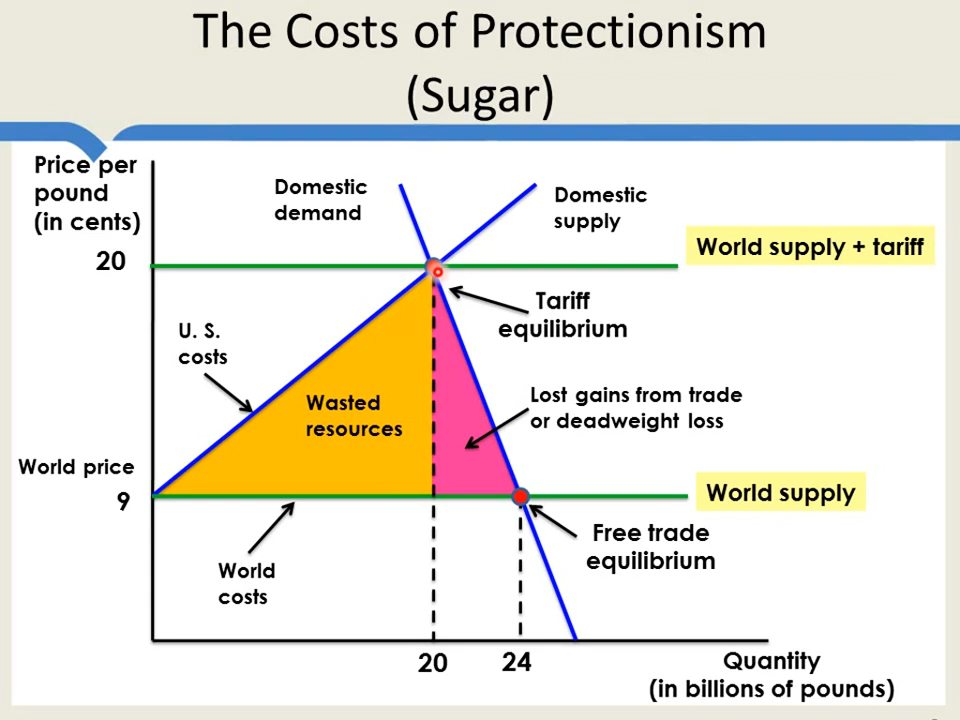 The Costs of Protectionism
(Sugar)
Price per
pound
(in cents)
Domestic
demand
Domestic
supply
World supply + tariff
20
Tariff
equilibrium
U. S.
costs
Wasted
resources
Lost gains from trade
or deadweight loss
World price
9
World supply
Free trade
equilibrium
World
costs
20
24
Quantity
(in billions of pounds)